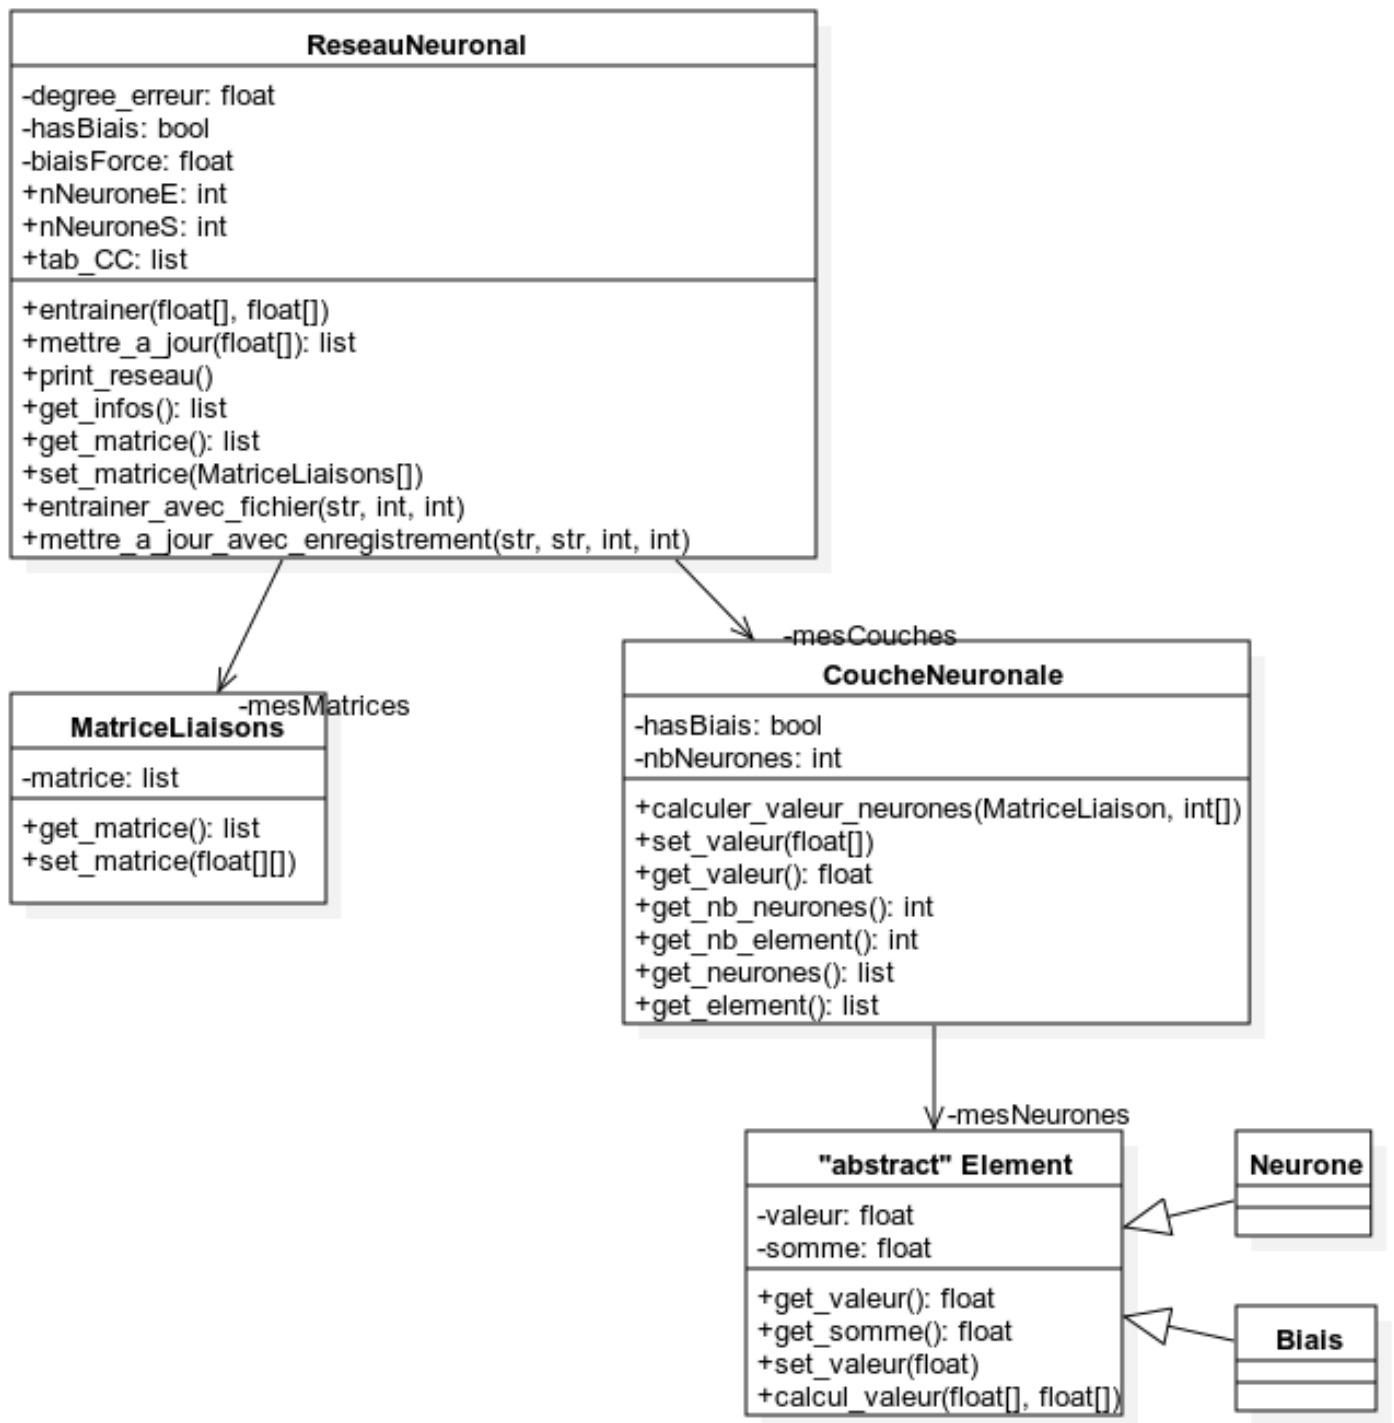 ReseauNeuronal
-degree_erreur: float
-hasBiais: bool
-biaisForce: float
+nNeuroneE: int
+nNeuroneS: int
+tab_CC: list
+entrainer(float[], float[])
+mettre_a_jour(float[]): list
+print_reseau()
+get_infos(): list
+get_matrice(): list
+set_matrice(MatriceLiaisons[])
+entrainer_avec_fichier(str, int, int)
+mettre_a_jour_avec_enregistrement(str, str, int, int)
-mesMatrices
MatriceLiaisons
-matrice: list
+get_matrice(): list
+set_matrice(float[][])
-mesCouches
CoucheNeuronale
-hasBiais: bool
-nbNeurones: int
+calculer_valeur_neurones(MatriceLiaison, int[])
+set_valeur(float[])
+get_valeur(): float
+get_nb_neurones(): int
+get_nb_element(): int
+get_neurones(): list
+get_element(): list
-mesNeurones
"abstract" Element
-valeur: float
-somme: float
+get_valeur(): float
+get_somme(): float
+set_valeur(float)
+calcul_valeur(float[], float[])
Neurone
Biais